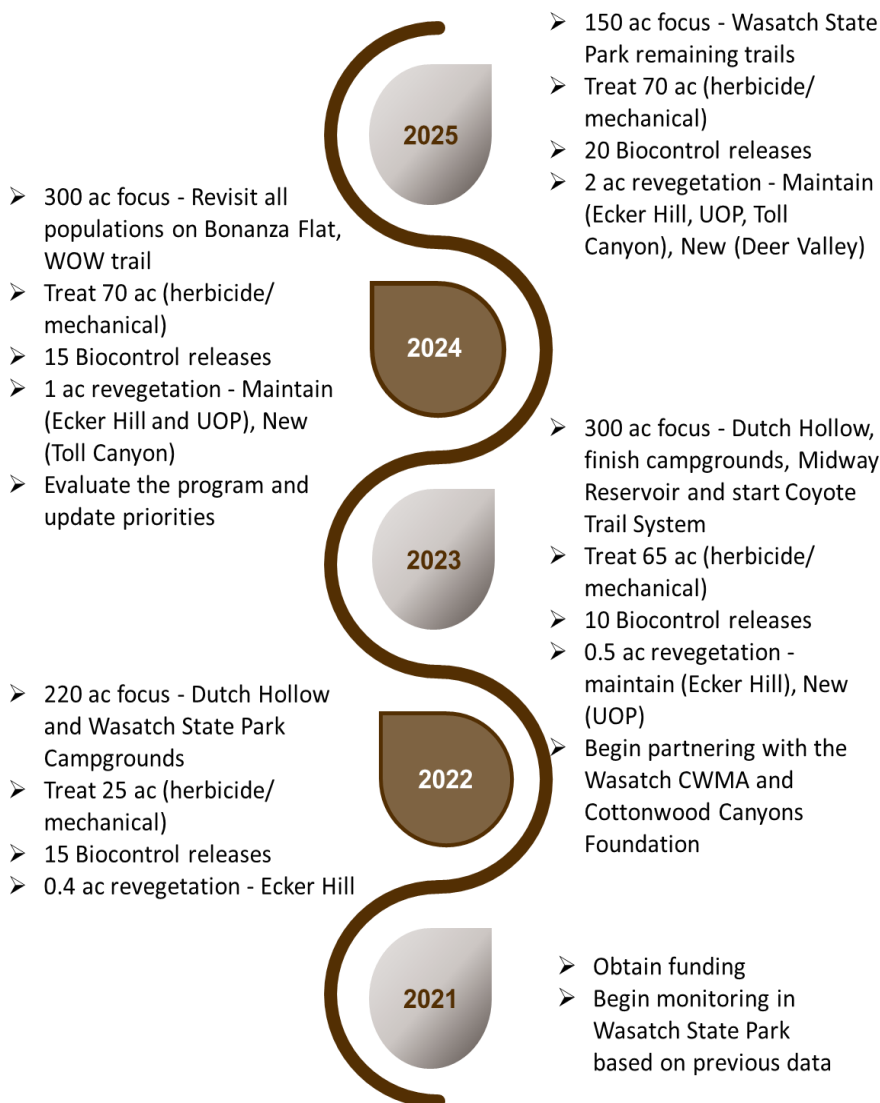 ➢ 150 ac focus - Wasatch State
Park remaining trails
➢ Treat 70 ac (herbicide/
mechanical)
➢ 20 Biocontrol releases
➢ 2 ac revegetation - Maintain
(Ecker Hill, UOP, Toll
Canyon), New (Deer Valley)
2025
➢ 300 ac focus - Revisit all
populations on Bonanza Flat,
WOW trail
➢ Treat 70 ac (herbicide/
mechanical)
➢ 15 Biocontrol releases
➢ 1 ac revegetation - Maintain
(Ecker Hill and UOP), New
(Toll Canyon)
➢ Evaluate the program and
update priorities
2024
➢ 300 ac focus - Dutch Hollow,
finish campgrounds, Midway
Reservoir and start Coyote
Trail System
➢ Treat 65 ac (herbicide/
mechanical)
➢ 10 Biocontrol releases
➢ 0.5 ac revegetation -
maintain (Ecker Hill), New
(UOP)
➢ Begin partnering with the
Wasatch CWMA and
Cottonwood Canyons
Foundation
2023
➢ 220 ac focus - Dutch Hollow
and Wasatch State Park
Campgrounds
➢ Treat 25 ac (herbicide/
mechanical)
➢ 15 Biocontrol releases
➢ 0.4 ac revegetation - Ecker Hill
2022
➢ Obtain funding
➢ Begin monitoring in
Wasatch State Park
based on previous data
2021